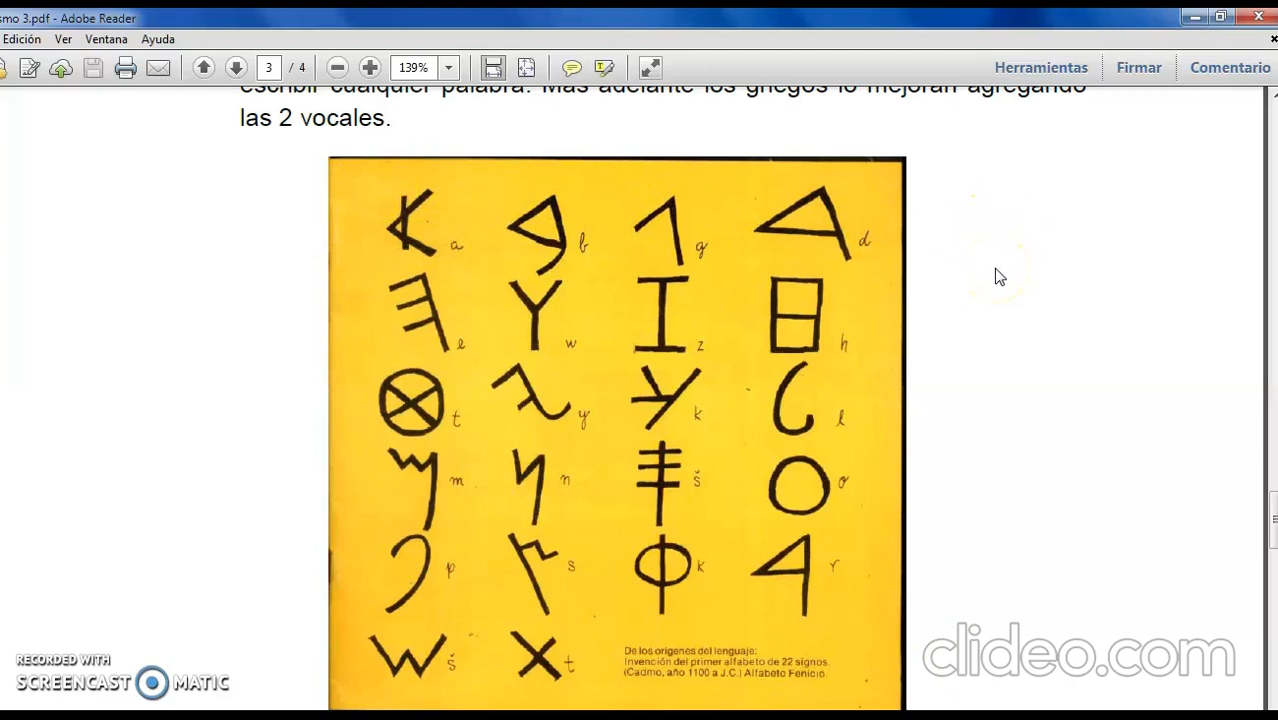 smo 3.pdf - Adobe Reader
Edición Ver Ventana Ayuda
3 / 4 139% Herramientas Firmar Comentario
escribir cualquier palabra. Más adelante los griegos lo mejoran agregando
las 2 vocales.
𐤀 a 𐤁 b 𐤂 g 𐤃 d
𐤄 e 𐤅 w 𐤆 z 𐤇 h
𐤈 t 𐤉 y 𐤊 k 𐤋 l
𐤌 m 𐤍 n 𐤎 š 𐤏 o
𐤐 p 𐤑 s 𐤒 k 𐤓 r
𐤔 š 𐤕 t
De los orígenes del lenguaje:
Invención del primer alfabeto de 22 signos.
(Cadmo, año 1100 a J.C.) Alfabeto Fenicio.
RECORDED WITH
SCREENCAST MATIC
clideo.com